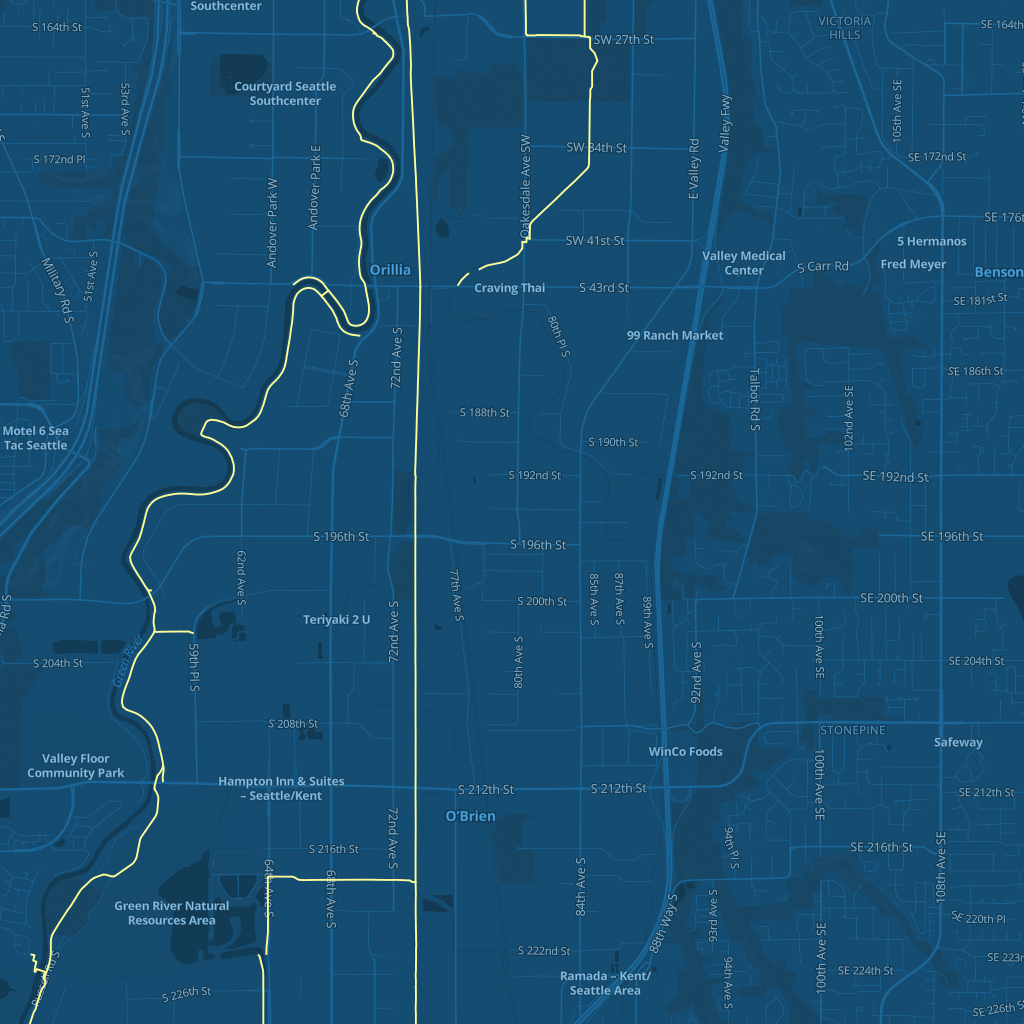 Southcenter
S 164th St
VICTORIA
HILLS
SE 164th
SW 27th St
Courtyard Seattle
Southcenter
51st Ave S
53rd Ave S
105th Ave SE
Valley Fwy
S 172nd Pl
SW 34th St
SE 172nd St
Andover Park W
Andover Park E
Oakesdale Ave SW
E Valley Rd
SE 176th
SW 41st St
5 Hermanos
Valley Medical
Center
S Carr Rd
Fred Meyer
Orillia
Benson
Military Rd S
51st Ave S
Craving Thai
S 43rd St
SE 181st St
80th Pl S
99 Ranch Market
72nd Ave S
68th Ave S
SE 186th St
Talbot Rd S
102nd Ave SE
S 188th St
Motel 6 Sea
Tac Seattle
S 190th St
S 192nd St
S 192nd St
SE 192nd St
S 196th St
S 196th St
SE 196th St
62nd Ave S
77th Ave S
85th Ave S
87th Ave S
89th Ave S
S 200th St
SE 200th St
Teriyaki 2 U
72nd Ave S
80th Ave S
92nd Ave S
100th Ave SE
Green River
59th Pl S
S 204th St
SE 204th St
S 208th St
STONEPINE
WinCo Foods
Safeway
Valley Floor
Community Park
Hampton Inn & Suites
– Seattle/Kent
S 212th St
S 212th St
SE 212th St
100th Ave SE
O'Brien
72nd Ave S
S 216th St
94th Pl S
SE 216th St
108th Ave SE
64th Ave S
68th Ave S
84th Ave S
Green River Natural
Resources Area
88th Way S
93rd Ave S
SE 220th Pl
100th Ave SE
S 222nd St
SE 223rd
Ramada – Kent/
Seattle Area
94th Ave S
SE 224th St
S 226th St
SE 226th St